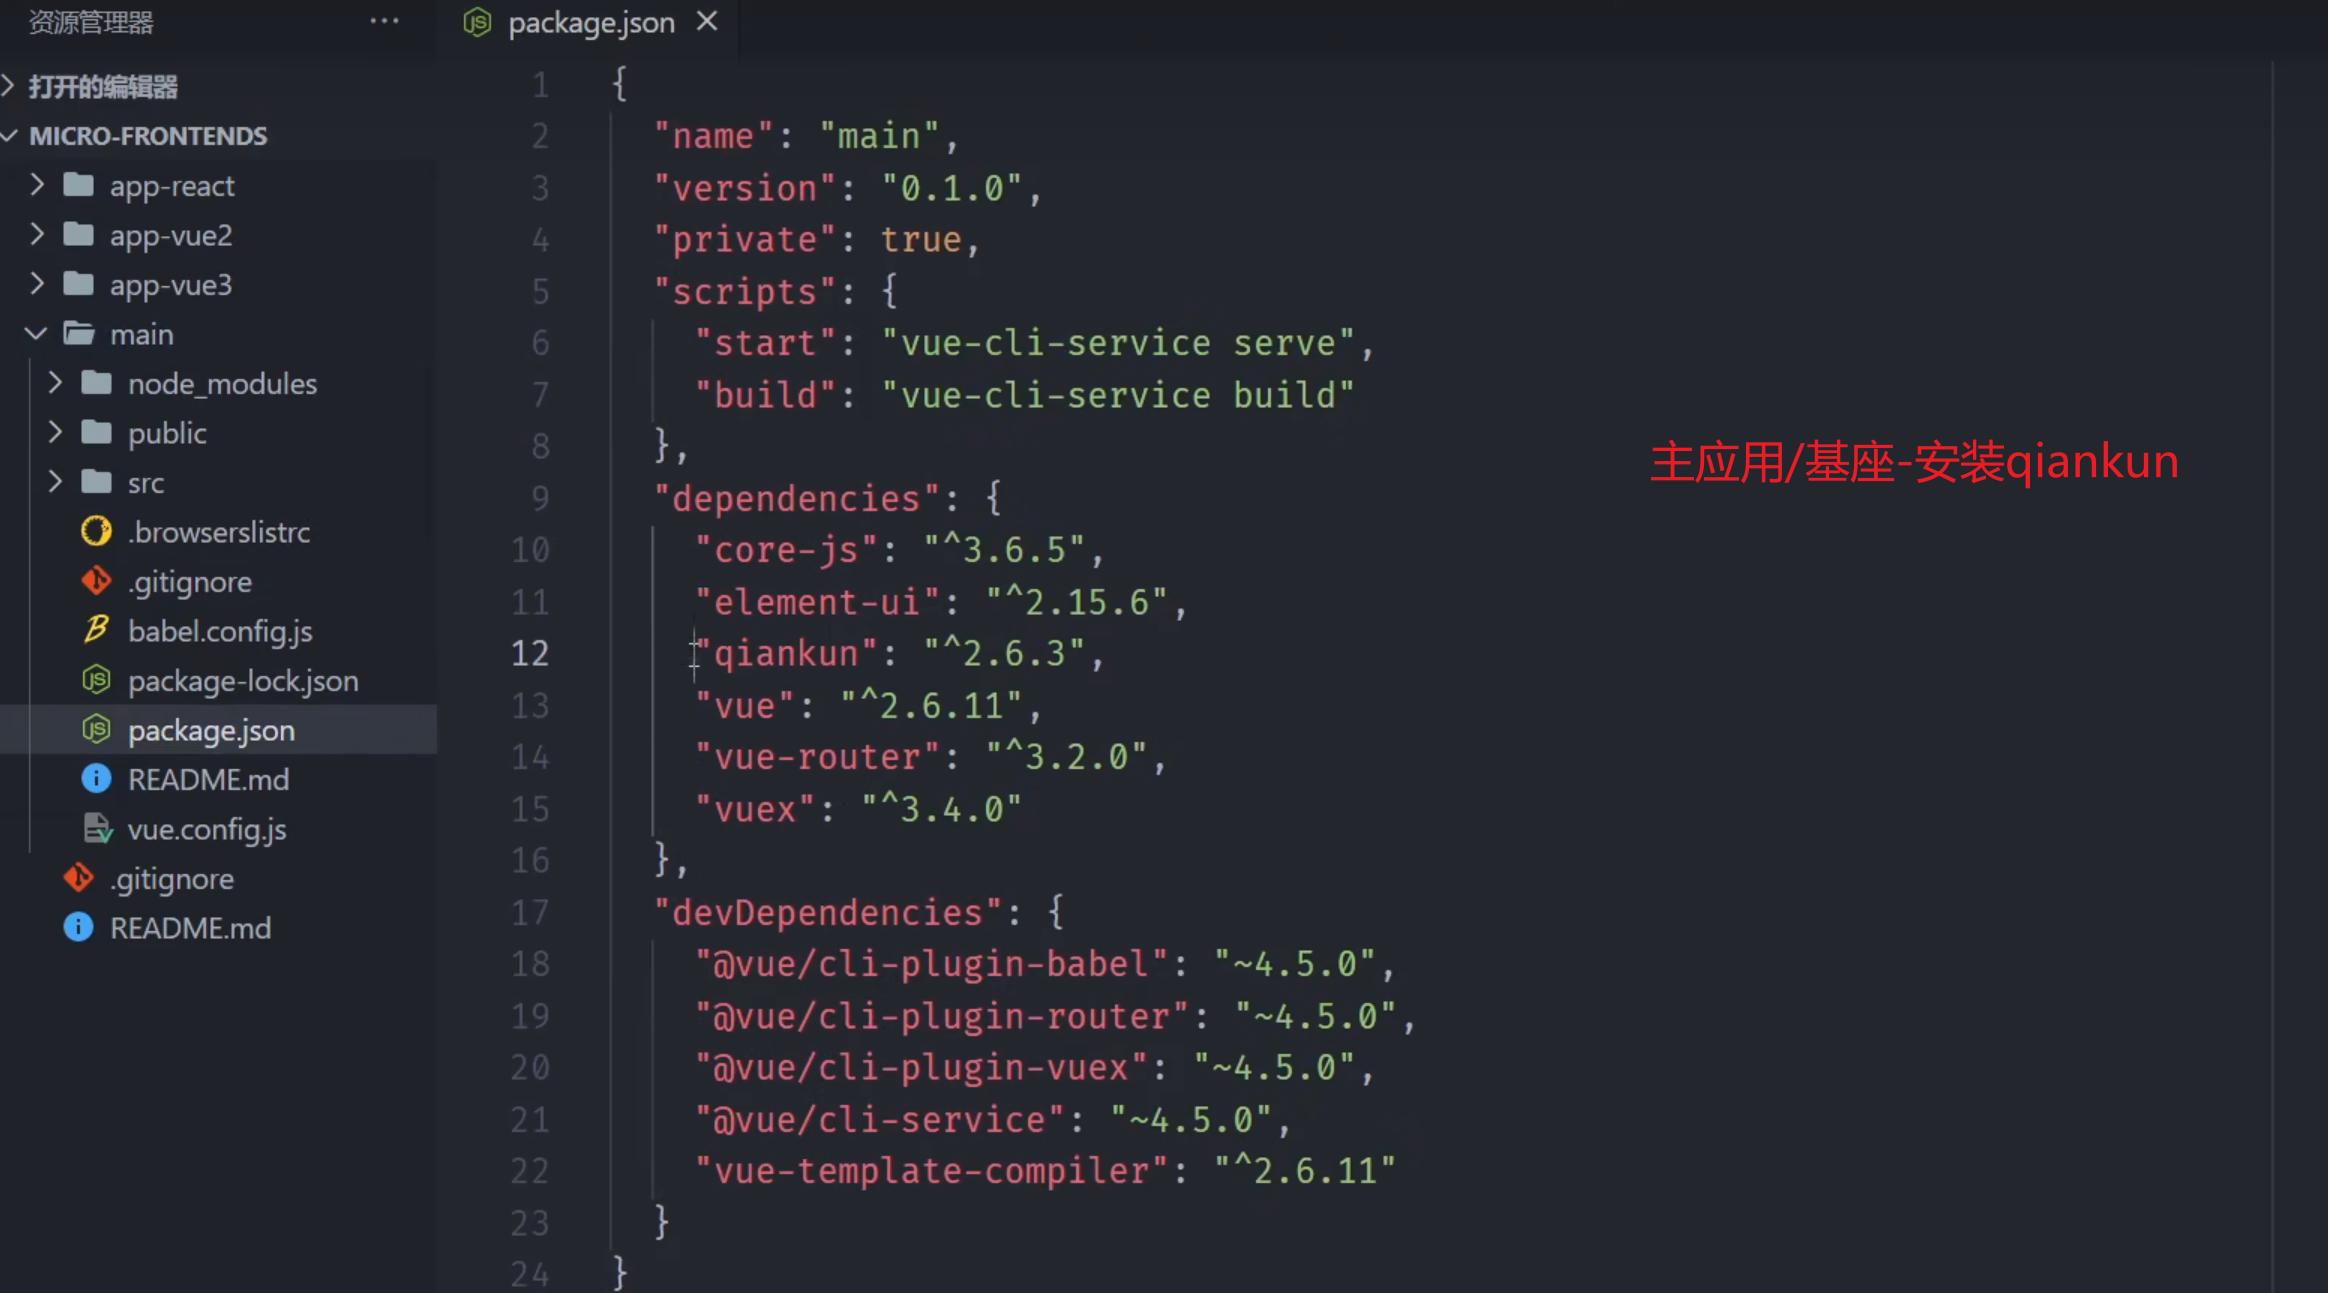 资源管理器 ···
package.json
打开的编辑器
MICRO-FRONTENDS
app-react
app-vue2
app-vue3
main
node_modules
public
src
.browserslistrc
.gitignore
babel.config.js
package-lock.json
package.json
README.md
vue.config.js
.gitignore
README.md
1 {
2 "name": "main",
3 "version": "0.1.0",
4 "private": true,
5 "scripts": {
6 "start": "vue-cli-service serve",
7 "build": "vue-cli-service build"
8 },
9 "dependencies": {
10 "core-js": "^3.6.5",
11 "element-ui": "^2.15.6",
12 "qiankun": "^2.6.3",
13 "vue": "^2.6.11",
14 "vue-router": "^3.2.0",
15 "vuex": "^3.4.0"
16 },
17 "devDependencies": {
18 "@vue/cli-plugin-babel": "~4.5.0",
19 "@vue/cli-plugin-router": "~4.5.0",
20 "@vue/cli-plugin-vuex": "~4.5.0",
21 "@vue/cli-service": "~4.5.0",
22 "vue-template-compiler": "^2.6.11"
23 }
24 }
主应用/基座-安装qiankun